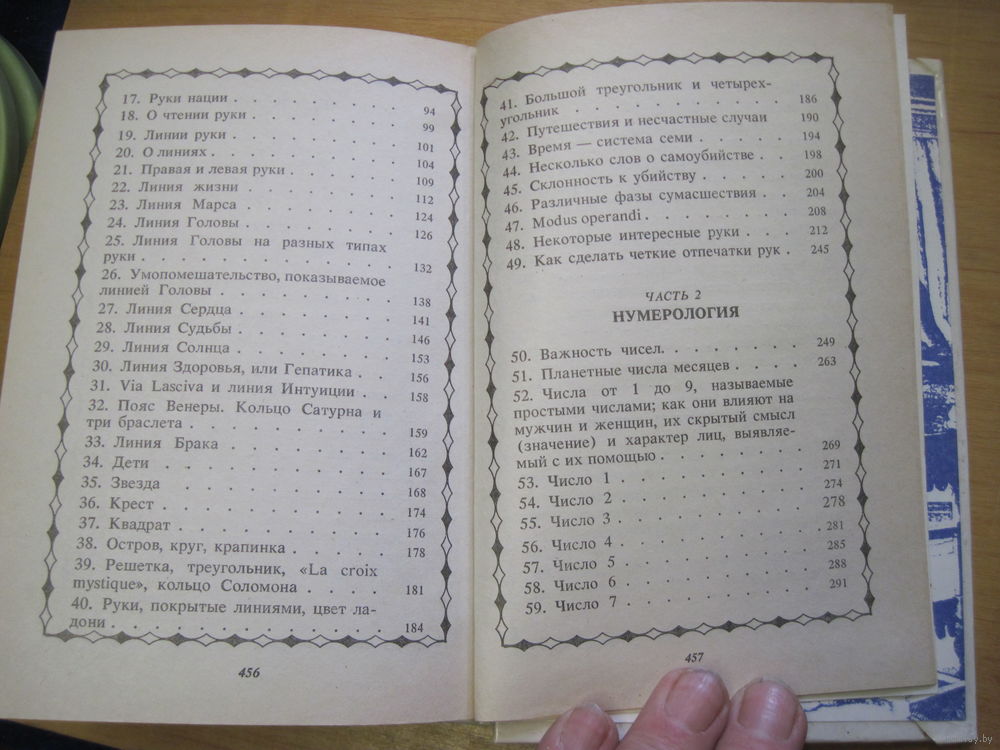 17. Руки нации . . . . . . . . . . 94
18. О чтении руки . . . . . . . . . 99
19. Линии руки . . . . . . . . . . 101
20. О линиях . . . . . . . . . . . 104
21. Правая и левая руки . . . . . . . 109
22. Линия жизни . . . . . . . . . . 112
23. Линия Марса . . . . . . . . . . 124
24. Линия Головы . . . . . . . . . 126
25. Линия Головы на разных типах
руки . . . . . . . . . . . . . . 132
26. Умопомешательство, показываемое
линией Головы . . . . . . . . . . 138
27. Линия Сердца . . . . . . . . . 141
28. Линия Судьбы . . . . . . . . . 146
29. Линия Солнца . . . . . . . . . 153
30. Линия Здоровья, или Гепатика . . . 156
31. Via Lasciva и линия Интуиции . . . 158
32. Пояс Венеры. Кольцо Сатурна и
три браслета . . . . . . . . . . . 159
33. Линия Брака . . . . . . . . . . 162
34. Дети . . . . . . . . . . . . . 167
35. Звезда . . . . . . . . . . . . 168
36. Крест . . . . . . . . . . . . 174
37. Квадрат . . . . . . . . . . . 176
38. Остров, круг, крапинка . . . . . 178
39. Решетка, треугольник, «La croix
mystique», кольцо Соломона . . . . . 181
40. Руки, покрытые линиями, цвет ла-
дони . . . . . . . . . . . . . . 184
456
41. Большой треугольник и четырех-
угольник . . . . . . . . . . . . 186
42. Путешествия и несчастные случаи 190
43. Время — система семи . . . . . . 194
44. Несколько слов о самоубийстве . . 198
45. Склонность к убийству . . . . . . 200
46. Различные фазы сумасшествия . . 204
47. Modus operandi . . . . . . . . . 208
48. Некоторые интересные руки . . . 212
49. Как сделать четкие отпечатки рук . 245
ЧАСТЬ 2
НУМЕРОЛОГИЯ
50. Важность чисел. . . . . . . . . 249
51. Планетные числа месяцев . . . . 263
52. Числа от 1 до 9, называемые
простыми числами; как они влияют на
мужчин и женщин, их скрытый смысл
(значение) и характер лиц, выявляе-
мый с их помощью . . . . . . . . . 269
53. Число 1 . . . . . . . . . . . 271
54. Число 2 . . . . . . . . . . . 274
55. Число 3 . . . . . . . . . . . 278
56. Число 4 . . . . . . . . . . . 281
57. Число 5 . . . . . . . . . . . 285
58. Число 6 . . . . . . . . . . . 288
59. Число 7 . . . . . . . . . . . 291
457